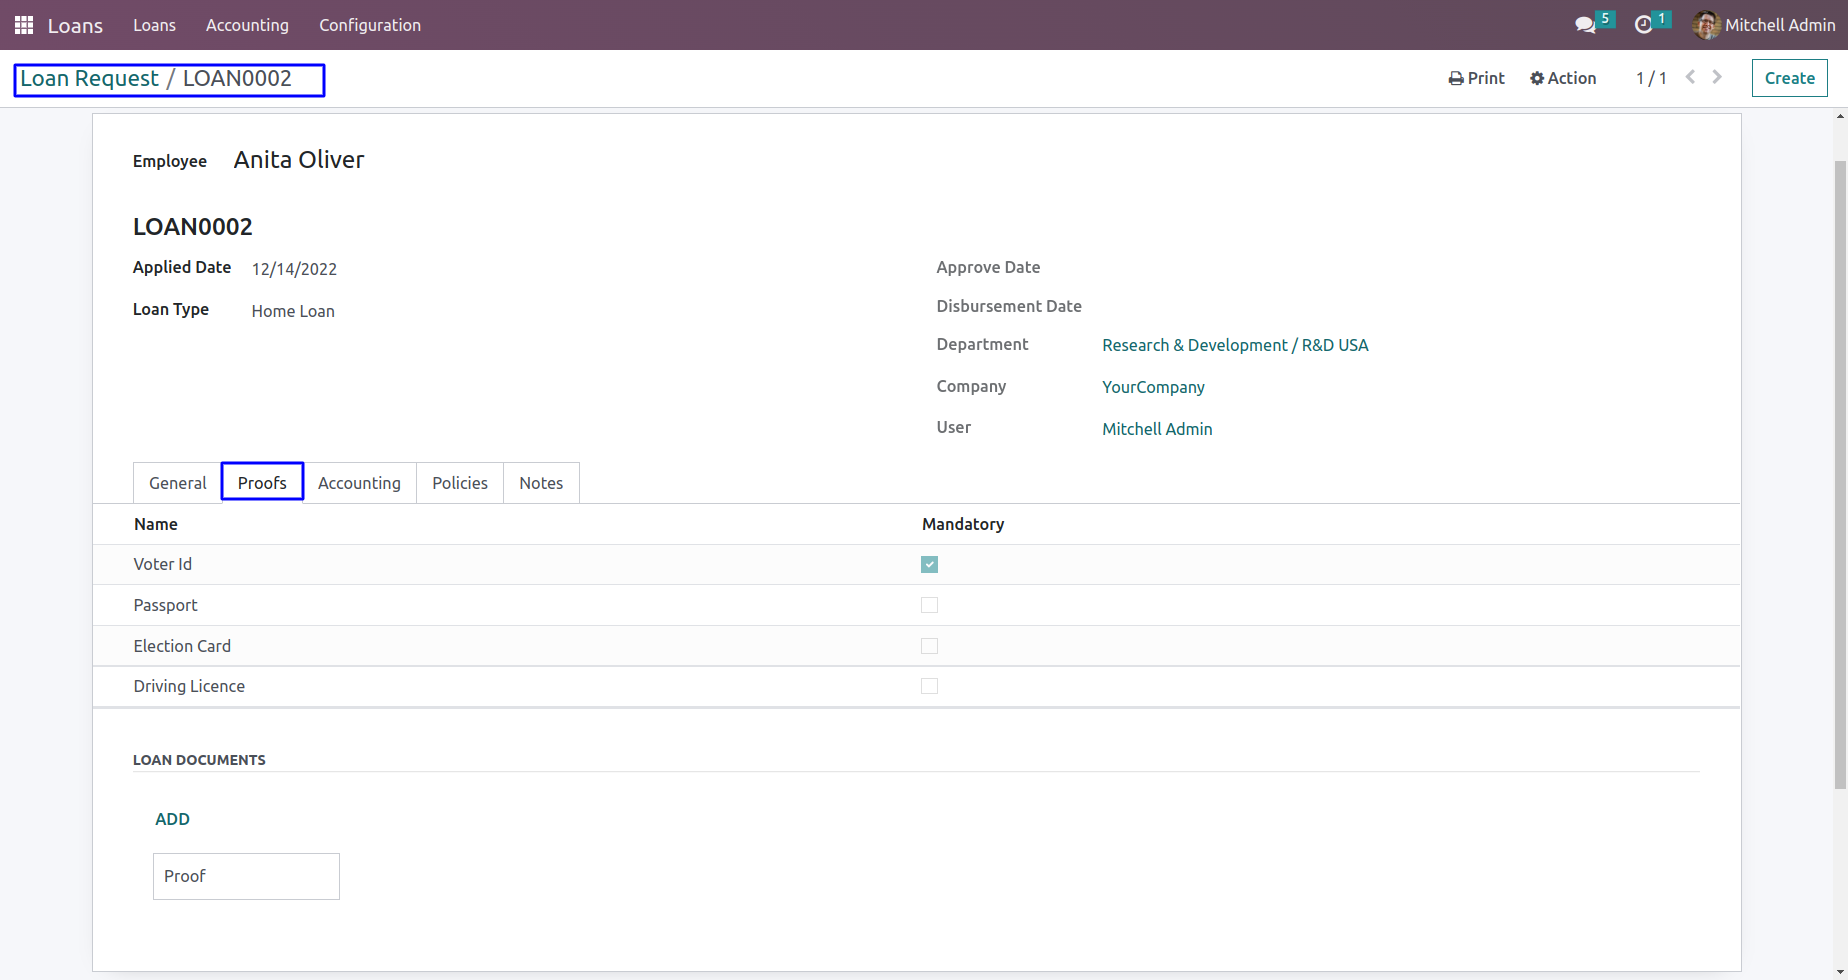 Loans Loans Accounting Configuration 5 1 Mitchell Admin
Loan Request / LOAN0002 Print Action 1 / 1 Create
Employee Anita Oliver
LOAN0002
Applied Date 12/14/2022 Approve Date
Disbursement Date
Loan Type Home Loan
Department Research & Development / R&D USA
Company YourCompany
User Mitchell Admin
General Proofs Accounting Policies Notes
Name Mandatory
Voter Id
Passport
Election Card
Driving Licence
LOAN DOCUMENTS
ADD
Proof